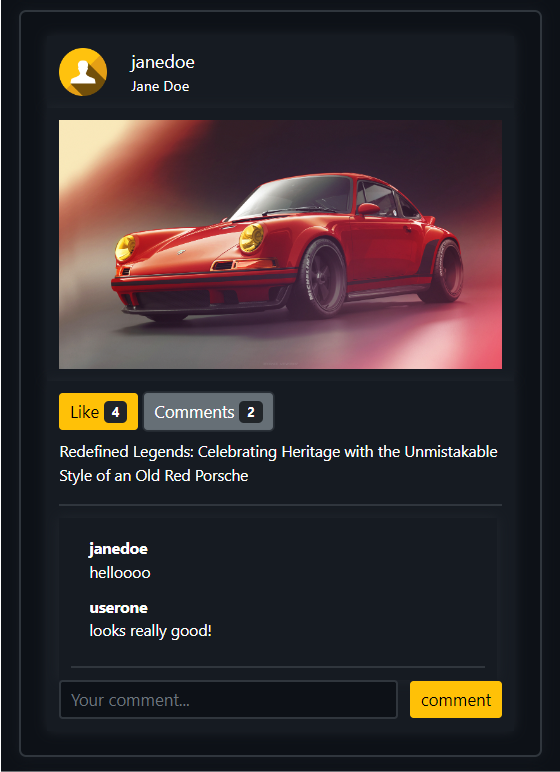 janedoe
Jane Doe
Like 4
Comments 2
Redefined Legends: Celebrating Heritage with the Unmistakable
Style of an Old Red Porsche
janedoe
helloooo
userone
looks really good!
Your comment...
comment